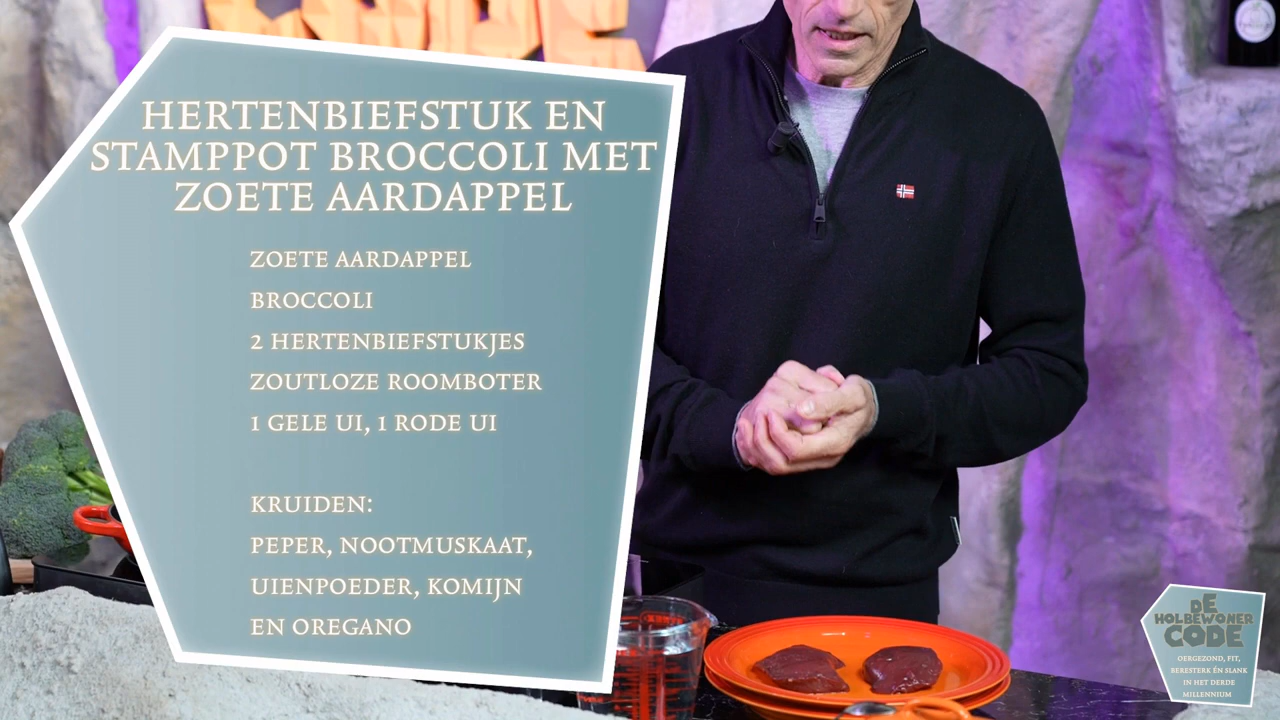 HERTENBIEFSTUK EN
STAMPPOT BROCCOLI MET
ZOETE AARDAPPEL
ZOETE AARDAPPEL
BROCCOLI
2 HERTENBIEFSTUKJES
ZOUTLOZE ROOMBOTER
1 GELE UI, 1 RODE UI
KRUIDEN:
PEPER, NOOTMUSKAAT,
UIENPOEDER, KOMIJN
EN OREGANO
DE
HOLBEWONER
CODE
OERGEZOND, FIT,
BERESTERK ÉN SLANK
IN HET DERDE
MILLENNIUM